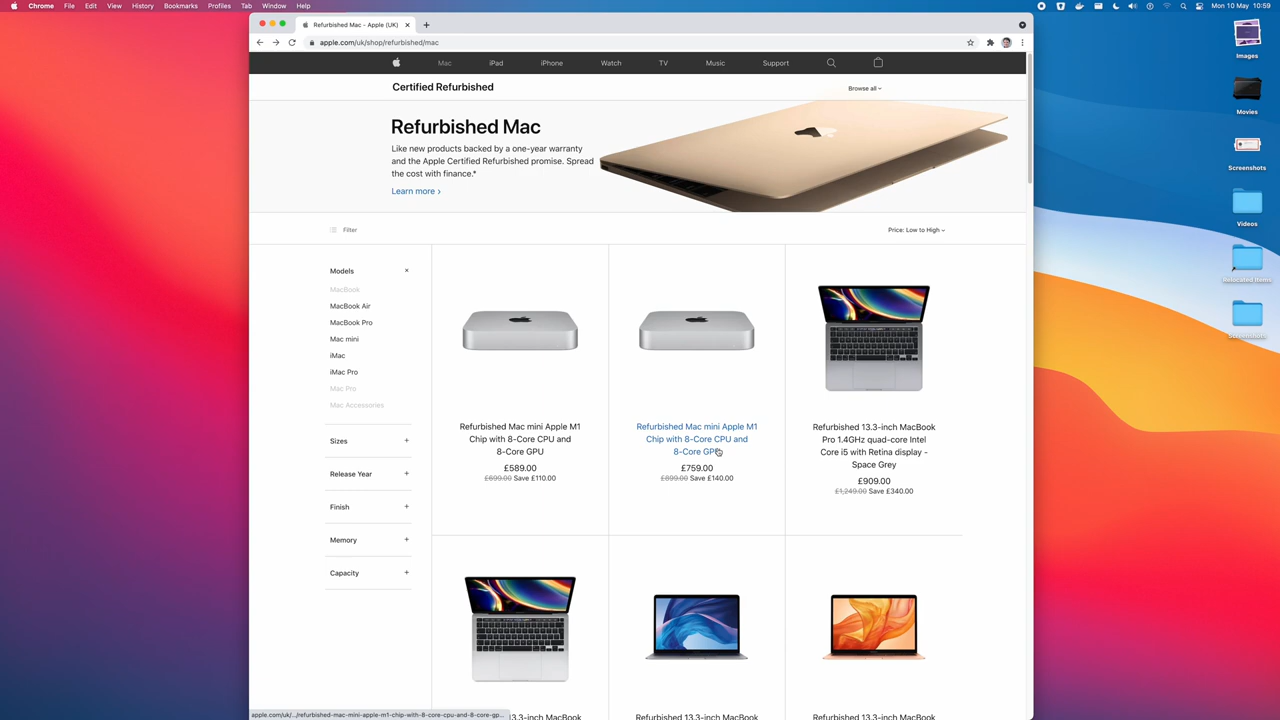 Chrome File Edit View History Bookmarks Profiles Tab Window Help
Mon 10 May 10:59
Refurbished Mac - Apple (UK)
apple.com/uk/shop/refurbished/mac
Mac iPad iPhone Watch TV Music Support
Certified Refurbished
Browse all
Refurbished Mac
Like new products backed by a one-year warranty
and the Apple Certified Refurbished promise. Spread
the cost with finance.*
Learn more ›
Filter
Price: Low to High
Models
MacBook
MacBook Air
MacBook Pro
Mac mini
iMac
iMac Pro
Mac Pro
Mac Accessories
Sizes +
Release Year +
Finish +
Memory +
Capacity +
Refurbished Mac mini Apple M1
Chip with 8-Core CPU and
8-Core GPU
£589.00
£699.00 Save £110.00
Refurbished Mac mini Apple M1
Chip with 8-Core CPU and
8-Core GPU
£759.00
£899.00 Save £140.00
Refurbished 13.3-inch MacBook
Pro 1.4GHz quad-core Intel
Core i5 with Retina display -
Space Grey
£909.00
£1,249.00 Save £340.00
13.3-inch MacBook
Refurbished 13.3-inch MacBook
Refurbished 13.3-inch MacBook
apple.com/uk/.../refurbished-mac-mini-apple-m1-chip-with-8-core-cpu-and-8-core-gp...
Images
Movies
Screenshots
Videos
Relocated Items
Screenshots